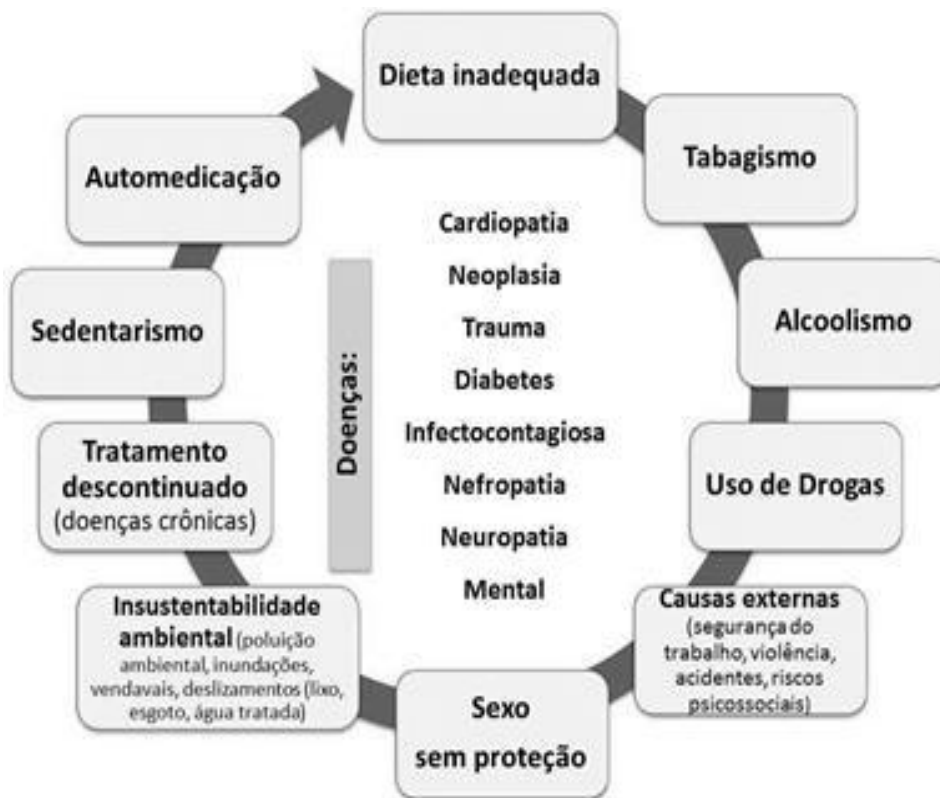 Dieta inadequada
Tabagismo
Alcoolismo
Uso de Drogas
Causas externas
(segurança do
trabalho, violência,
acidentes, riscos
psicossociais)
Sexo
sem proteção
Insustentabilidade
ambiental (poluição
ambiental, inundações,
vendavais, deslizamentos (lixo,
esgoto, água tratada)
Tratamento
descontinuado
(doenças crônicas)
Sedentarismo
Automedicação
Doenças:
Cardiopatia
Neoplasia
Trauma
Diabetes
Infectocontagiosa
Nefropatia
Neuropatia
Mental